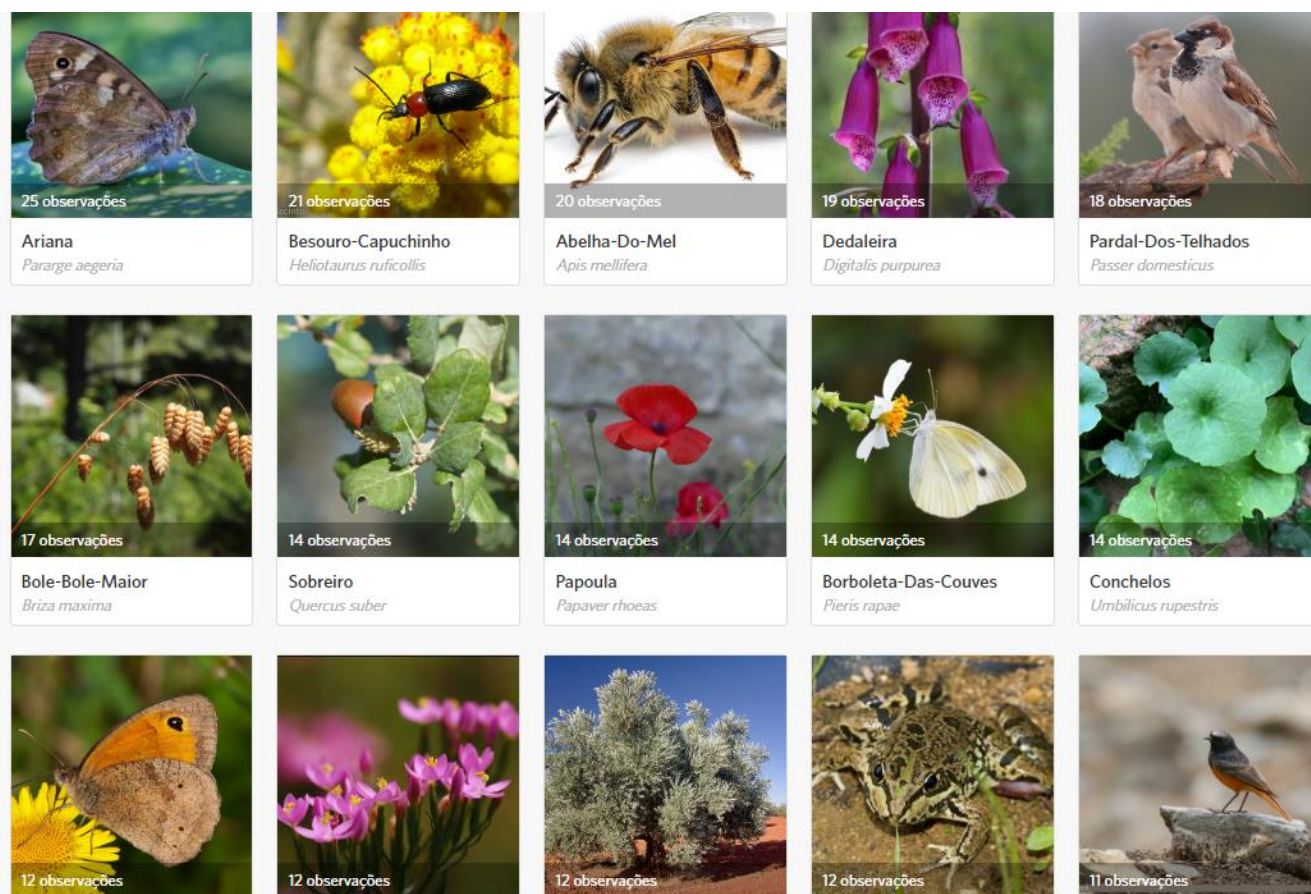 25 observações
21 observações
20 observações
19 observações
18 observações
Ariana
Besouro-Capuchinho
Abelha-Do-Mel
Dedaleira
Pardal-Dos-Telhados
Pararge aegeria
Heliotaurus ruficollis
Apis mellifera
Digitalis purpurea
Passer domesticus
17 observações
14 observações
14 observações
14 observações
14 observações
Bole-Bole-Maior
Sobreiro
Papoula
Borboleta-Das-Couves
Conchelos
Briza maxima
Quercus suber
Papaver rhoeas
Pieris rapae
Umbilicus rupestris
12 observações
12 observações
12 observações
12 observações
11 observações